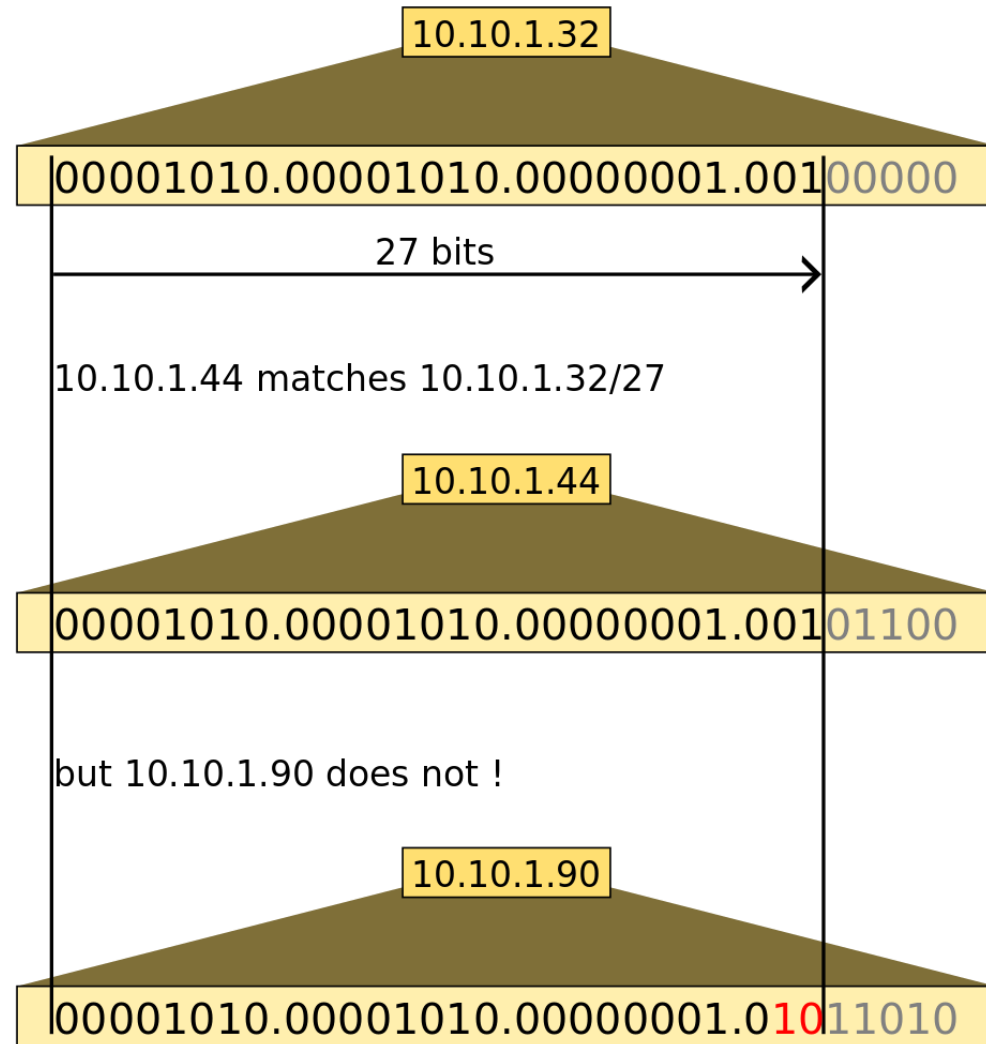 10.10.1.32
00001010.00001010.00000001.00100000
27 bits
10.10.1.44 matches 10.10.1.32/27
10.10.1.44
00001010.00001010.00000001.00101100
but 10.10.1.90 does not !
10.10.1.90
00001010.00001010.00000001.01011010